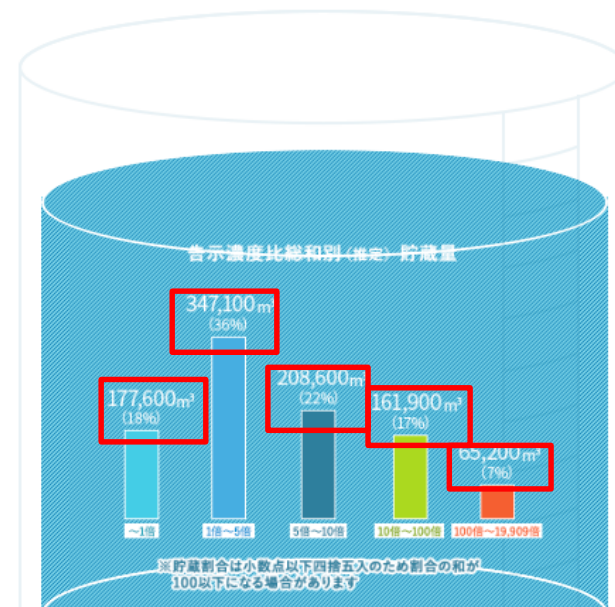 告示濃度比総和別(推定)貯蔵量
347,100m³
(36%)
208,600m³
(22%)
177,600m³
(18%)
161,900m³
(17%)
65,200m³
(7%)
~1倍
1倍~5倍
5倍~10倍
10倍~100倍
100倍~19,909倍
※貯蔵割合は小数点以下四捨五入のため割合の和が
100以下になる場合があります